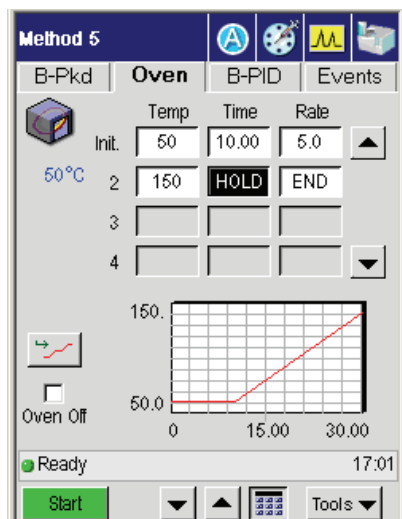 Method 5
B-Pkd Oven B-PID Events
Temp Time Rate
Init. 50 10.00 5.0
50°C
2 150 HOLD END
3
4
150.
50.0
0 15.00 30.00
Oven Off
Ready 17:01
Start Tools